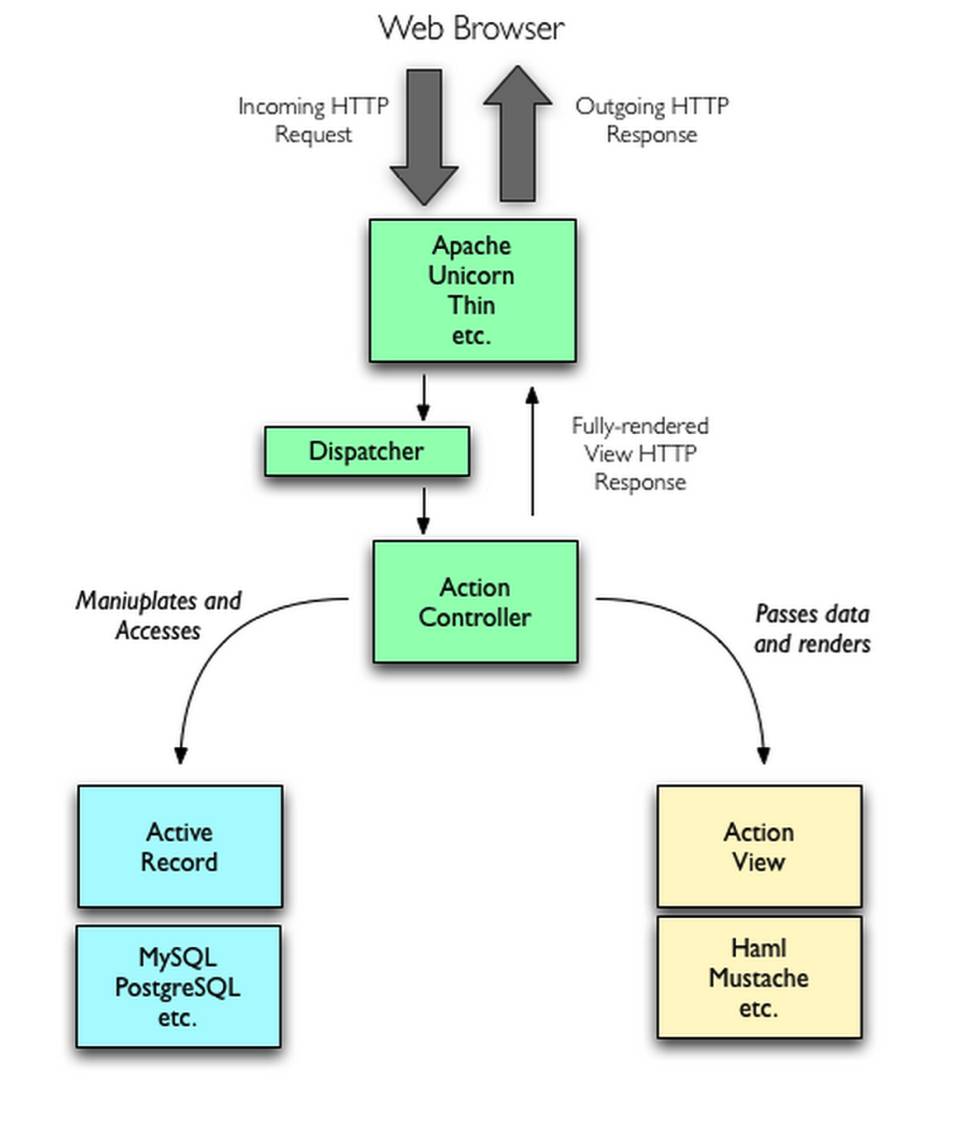 Web Browser
Incoming HTTP
Request
Outgoing HTTP
Response
Apache
Unicorn
Thin
etc.
Dispatcher
Fully-rendered
View HTTP
Response
Action
Controller
Maniuplates and
Accesses
Passes data
and renders
Active
Record
Action
View
MySQL
PostgreSQL
etc.
Haml
Mustache
etc.